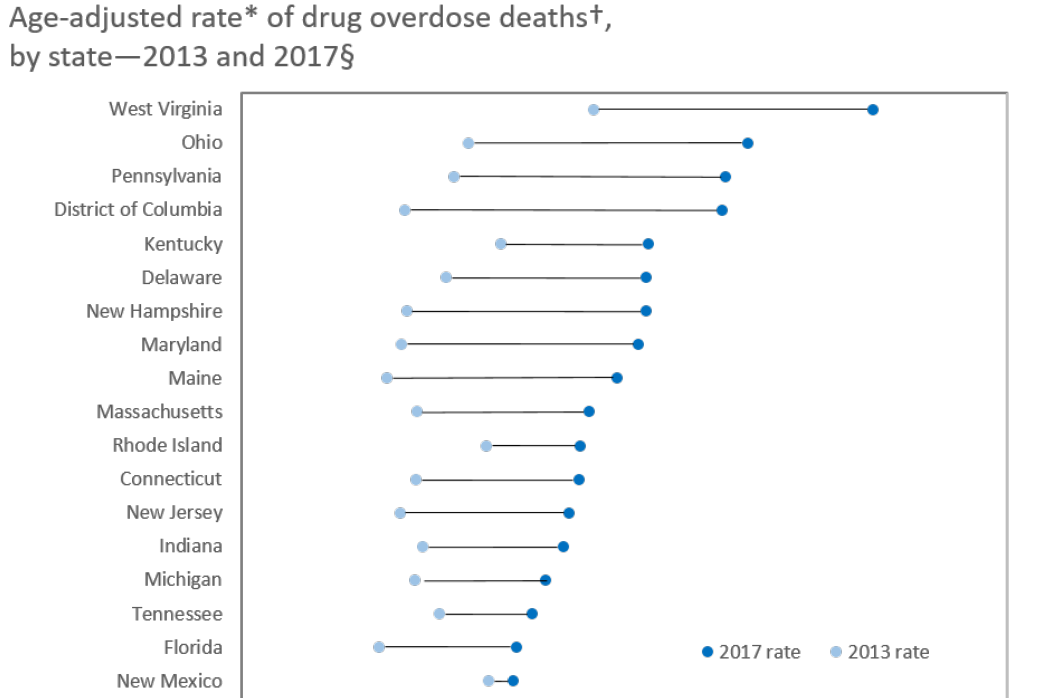 Age-adjusted rate* of drug overdose deaths†,
by state—2013 and 2017§
West Virginia
Ohio
Pennsylvania
District of Columbia
Kentucky
Delaware
New Hampshire
Maryland
Maine
Massachusetts
Rhode Island
Connecticut
New Jersey
Indiana
Michigan
Tennessee
Florida
2017 rate 2013 rate
New Mexico